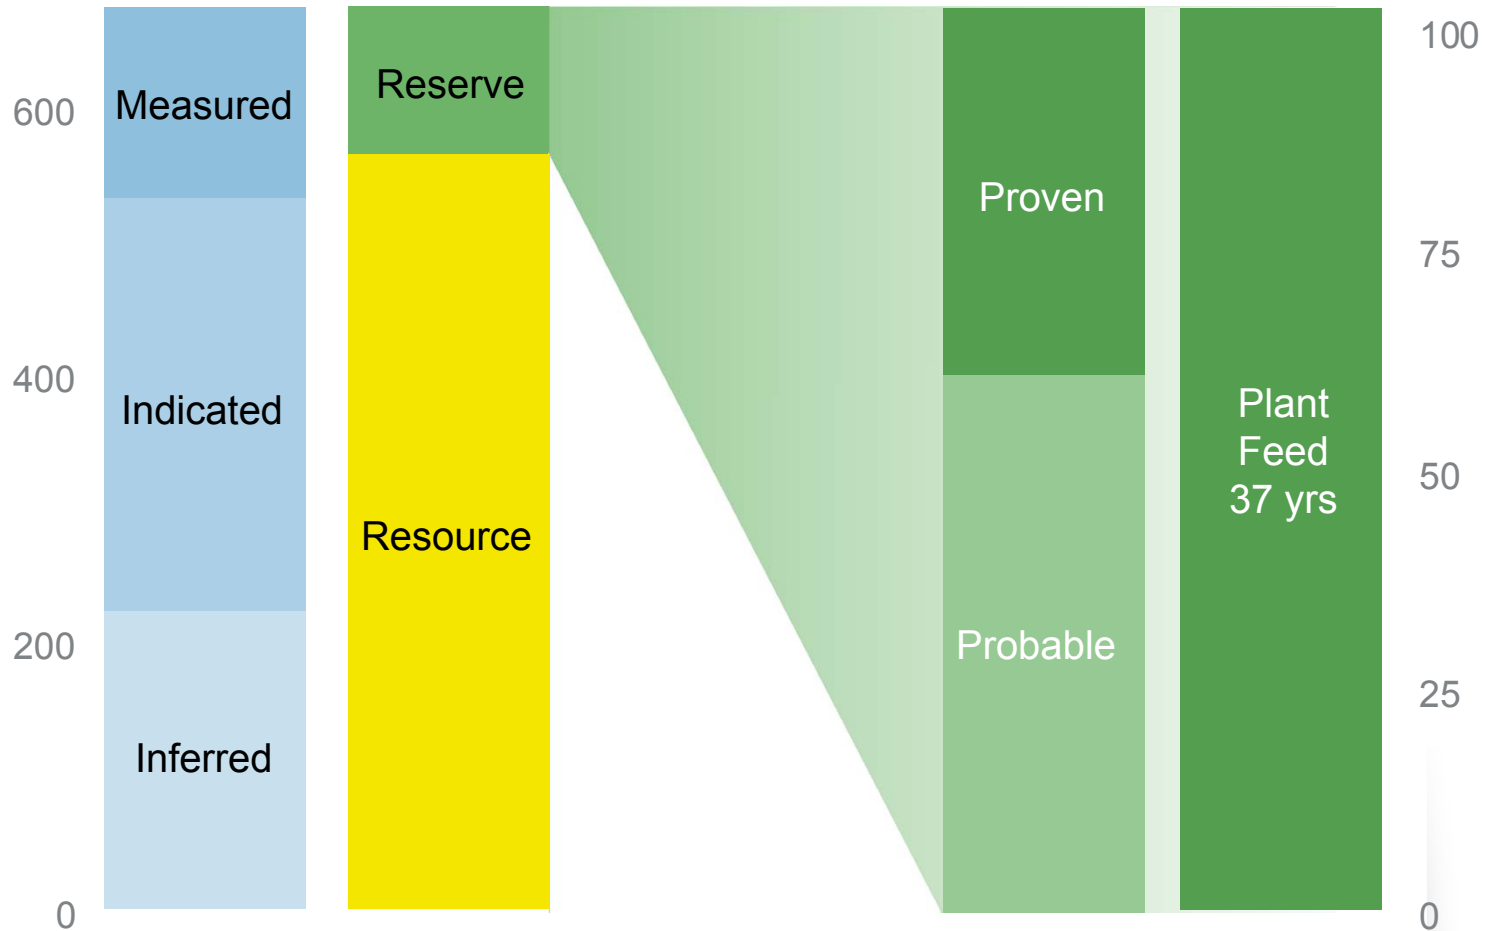 600
400
200
0
Measured
Indicated
Inferred
Reserve
Resource
Proven
Probable
Plant
Feed
37 yrs
100
75
50
25
0